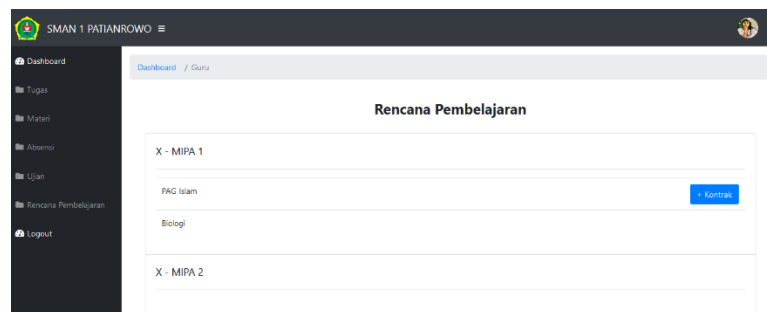 SMAN 1 PATIANROWO ≡
Dashboard
Tugas
Materi
Absensi
Ujian
Rencana Pembelajaran
Logout
Dashboard / Guru
Rencana Pembelajaran
X - MIPA 1
PAG Islam
+ Kontrak
Biologi
X - MIPA 2